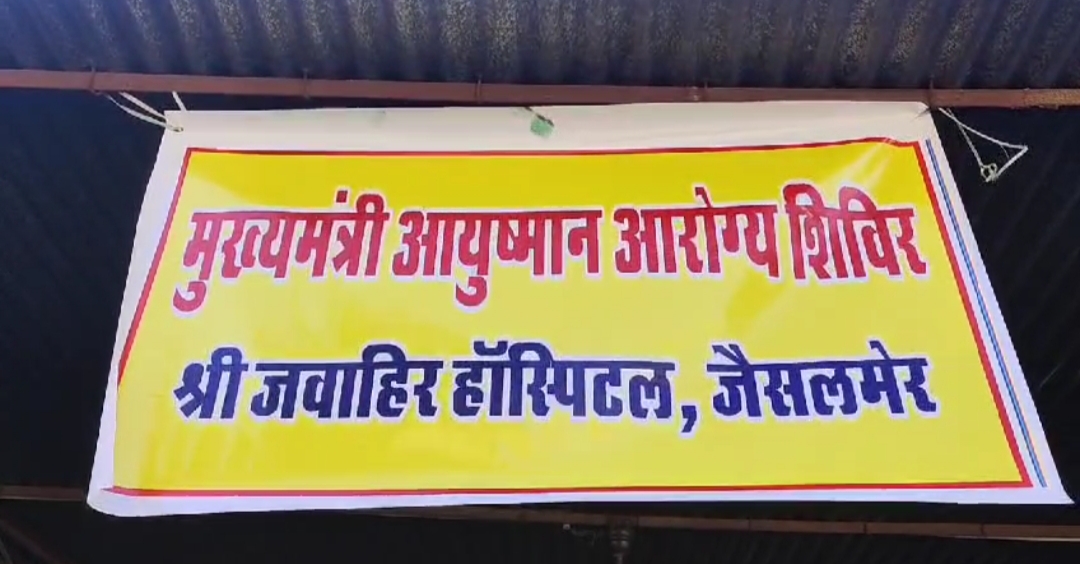 मुख्यमंत्री आयुष्मान आरोग्य शिविर
श्री जवाहिर हॉस्पिटल, जैसलमेर